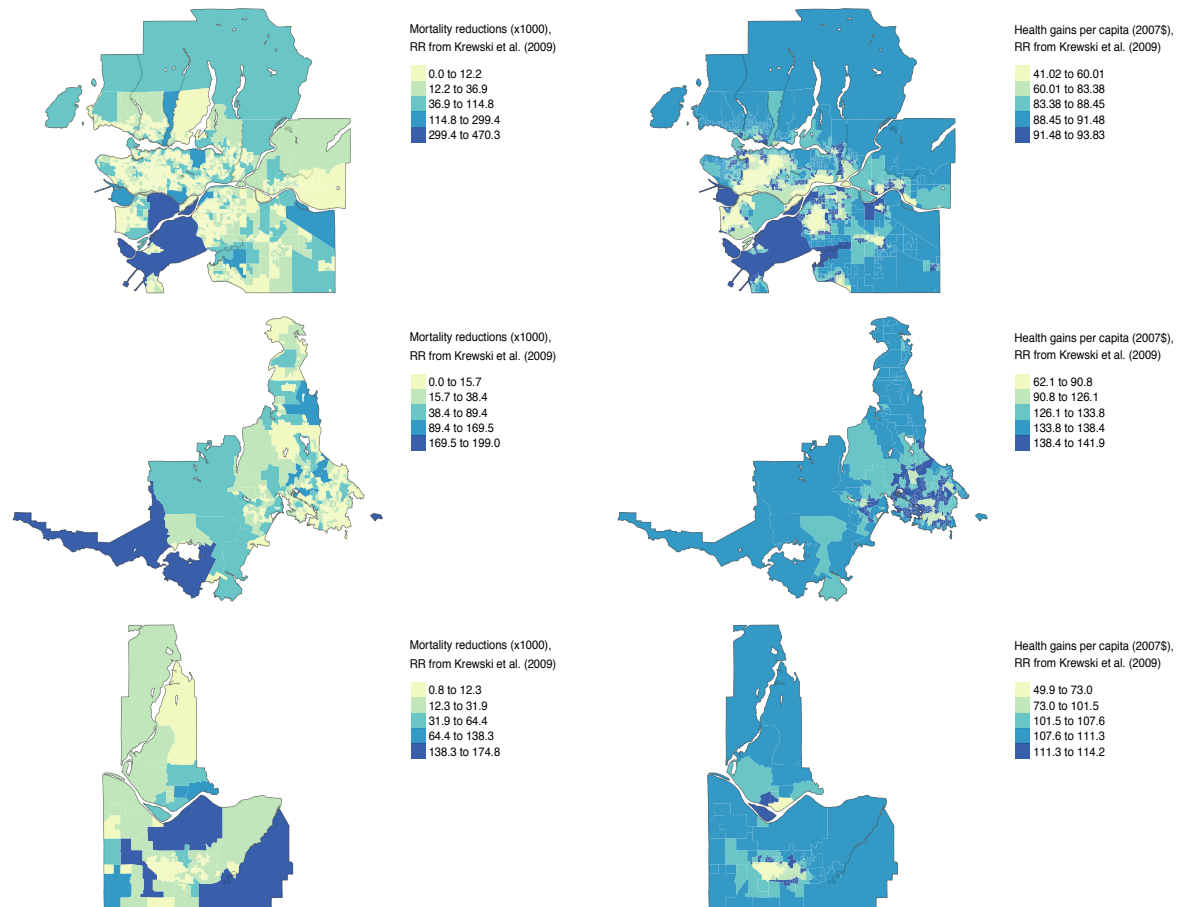 Mortality reductions (x1000),
RR from Krewski et al. (2009)
0.0 to 12.2
12.2 to 36.9
36.9 to 114.8
114.8 to 299.4
299.4 to 470.3
Health gains per capita (2007$),
RR from Krewski et al. (2009)
41.02 to 60.01
60.01 to 83.38
83.38 to 88.45
88.45 to 91.48
91.48 to 93.83
Mortality reductions (x1000),
RR from Krewski et al. (2009)
0.0 to 15.7
15.7 to 38.4
38.4 to 89.4
89.4 to 169.5
169.5 to 199.0
Health gains per capita (2007$),
RR from Krewski et al. (2009)
62.1 to 90.8
90.8 to 126.1
126.1 to 133.8
133.8 to 138.4
138.4 to 141.9
Mortality reductions (x1000),
RR from Krewski et al. (2009)
0.8 to 12.3
12.3 to 31.9
31.9 to 64.4
64.4 to 138.3
138.3 to 174.8
Health gains per capita (2007$),
RR from Krewski et al. (2009)
49.9 to 73.0
73.0 to 101.5
101.5 to 107.6
107.6 to 111.3
111.3 to 114.2